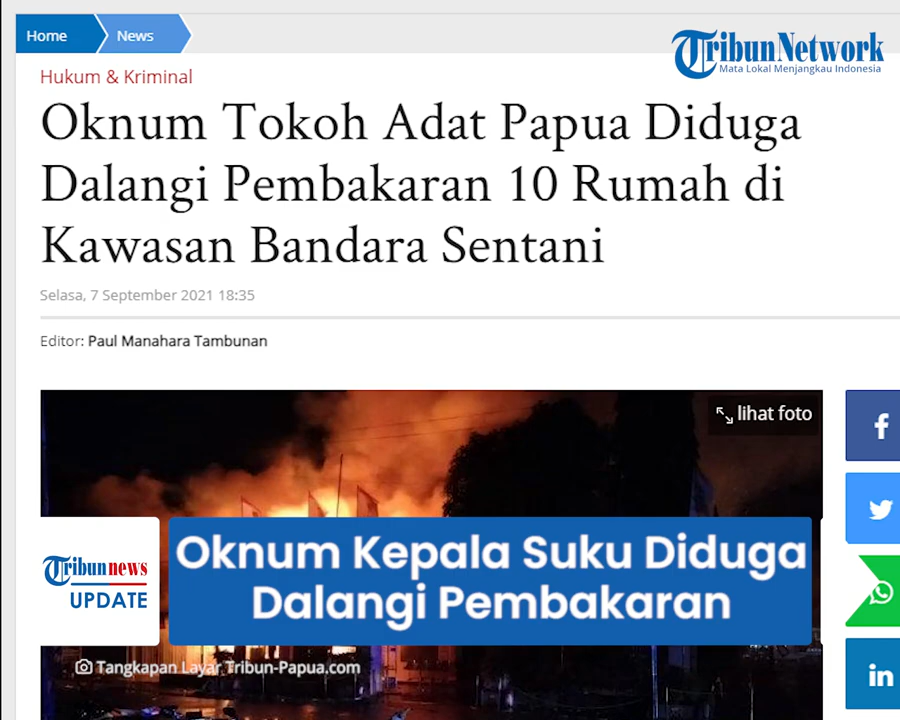 Home News
TribunNetwork
Mata Lokal Menjangkau Indonesia
Hukum & Kriminal
Oknum Tokoh Adat Papua Diduga
Dalangi Pembakaran 10 Rumah di
Kawasan Bandara Sentani
Selasa, 7 September 2021 18:35
Editor: Paul Manahara Tambunan
lihat foto
f
Tribunnews
UPDATE
Oknum Kepala Suku Diduga
Dalangi Pembakaran
Tangkapan Layar Tribun-Papua.com
in